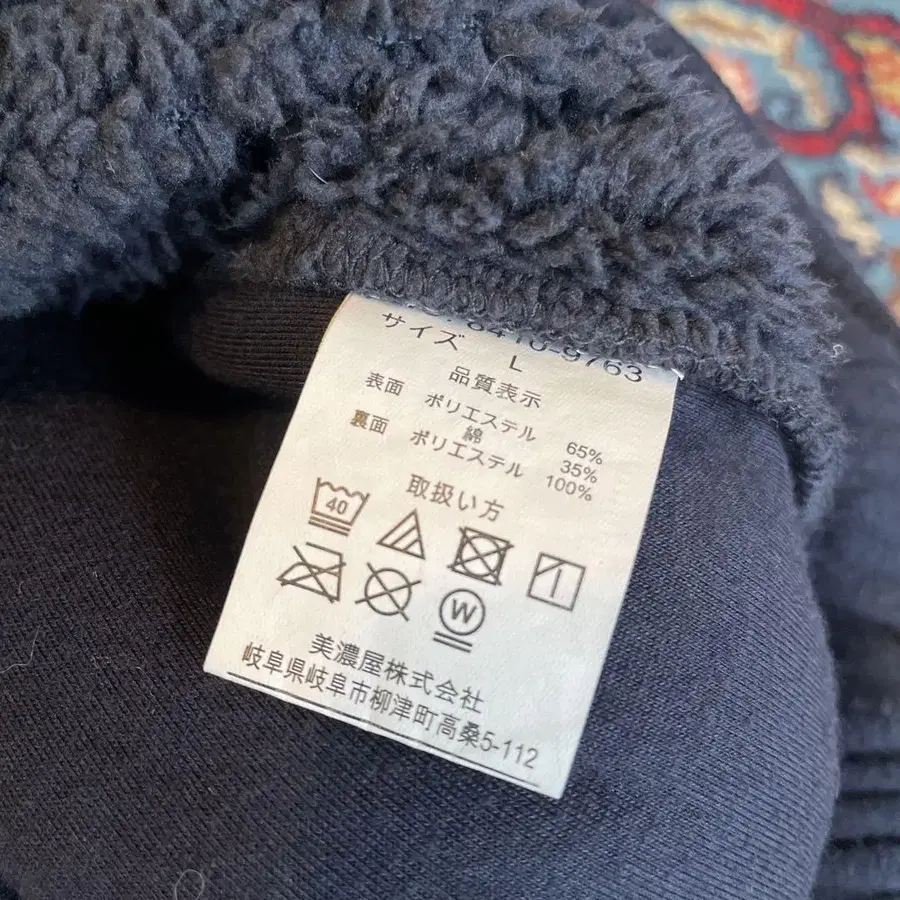 サイズ L
品質表示
表面 ポリエステル 65%
綿 35%
裏面 ポリエステル 100%
取扱い方
40
W
美濃屋株式会社
岐阜県岐阜市柳津町高桑5-112